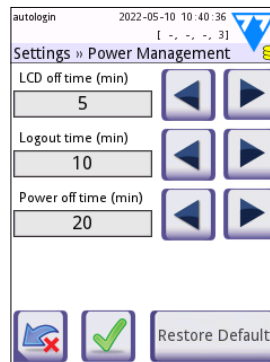 autologin 2022-05-10 10:40:36
[ -, -, -, 3]
Settings » Power Management
LCD off time (min)
5
Logout time (min)
10
Power off time (min)
20
Restore Default